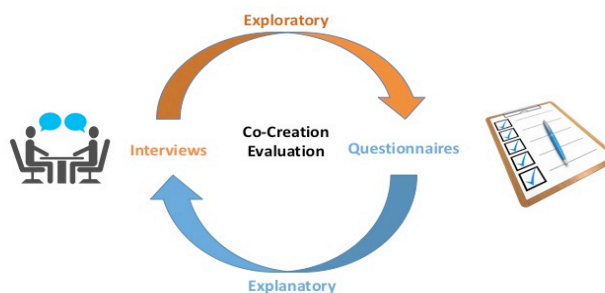 Exploratory
Interviews
Co-Creation
Evaluation
Questionnaires
Explanatory